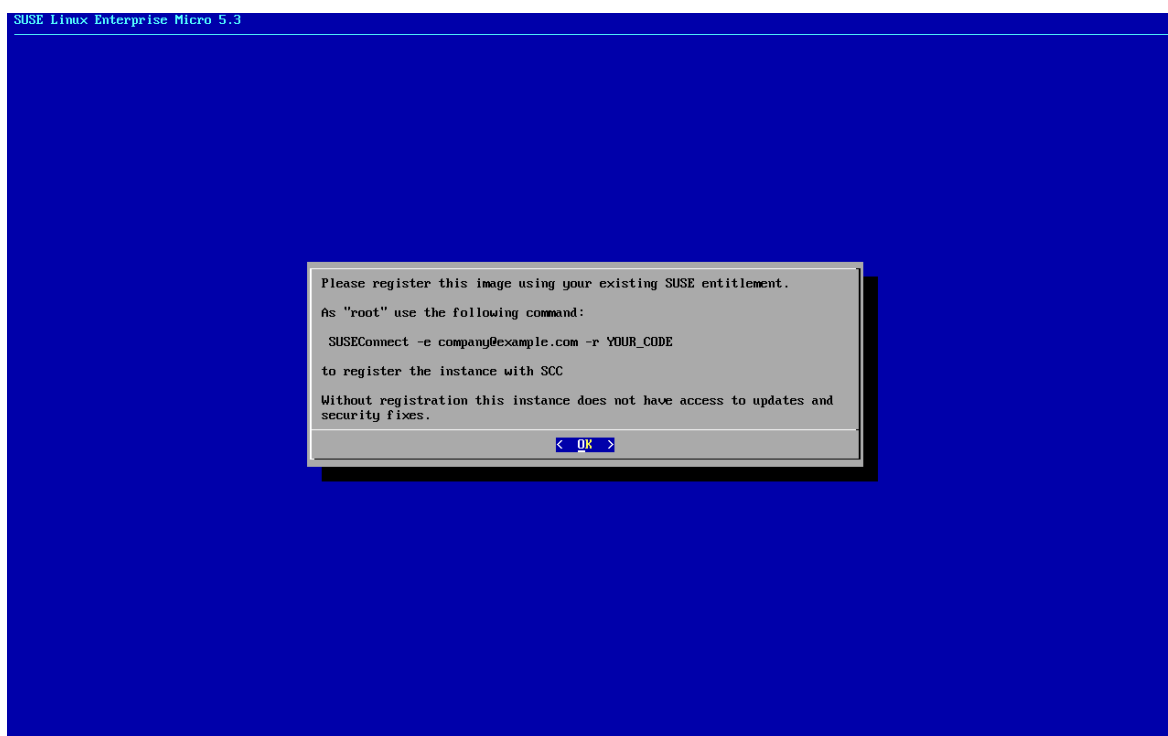 SUSE Linux Enterprise Micro 5.3
Please register this image using your existing SUSE entitlement.
As "root" use the following command:
SUSEConnect -e company@example.com -r YOUR_CODE
to register the instance with SCC
Without registration this instance does not have access to updates and
security fixes.
< OK >